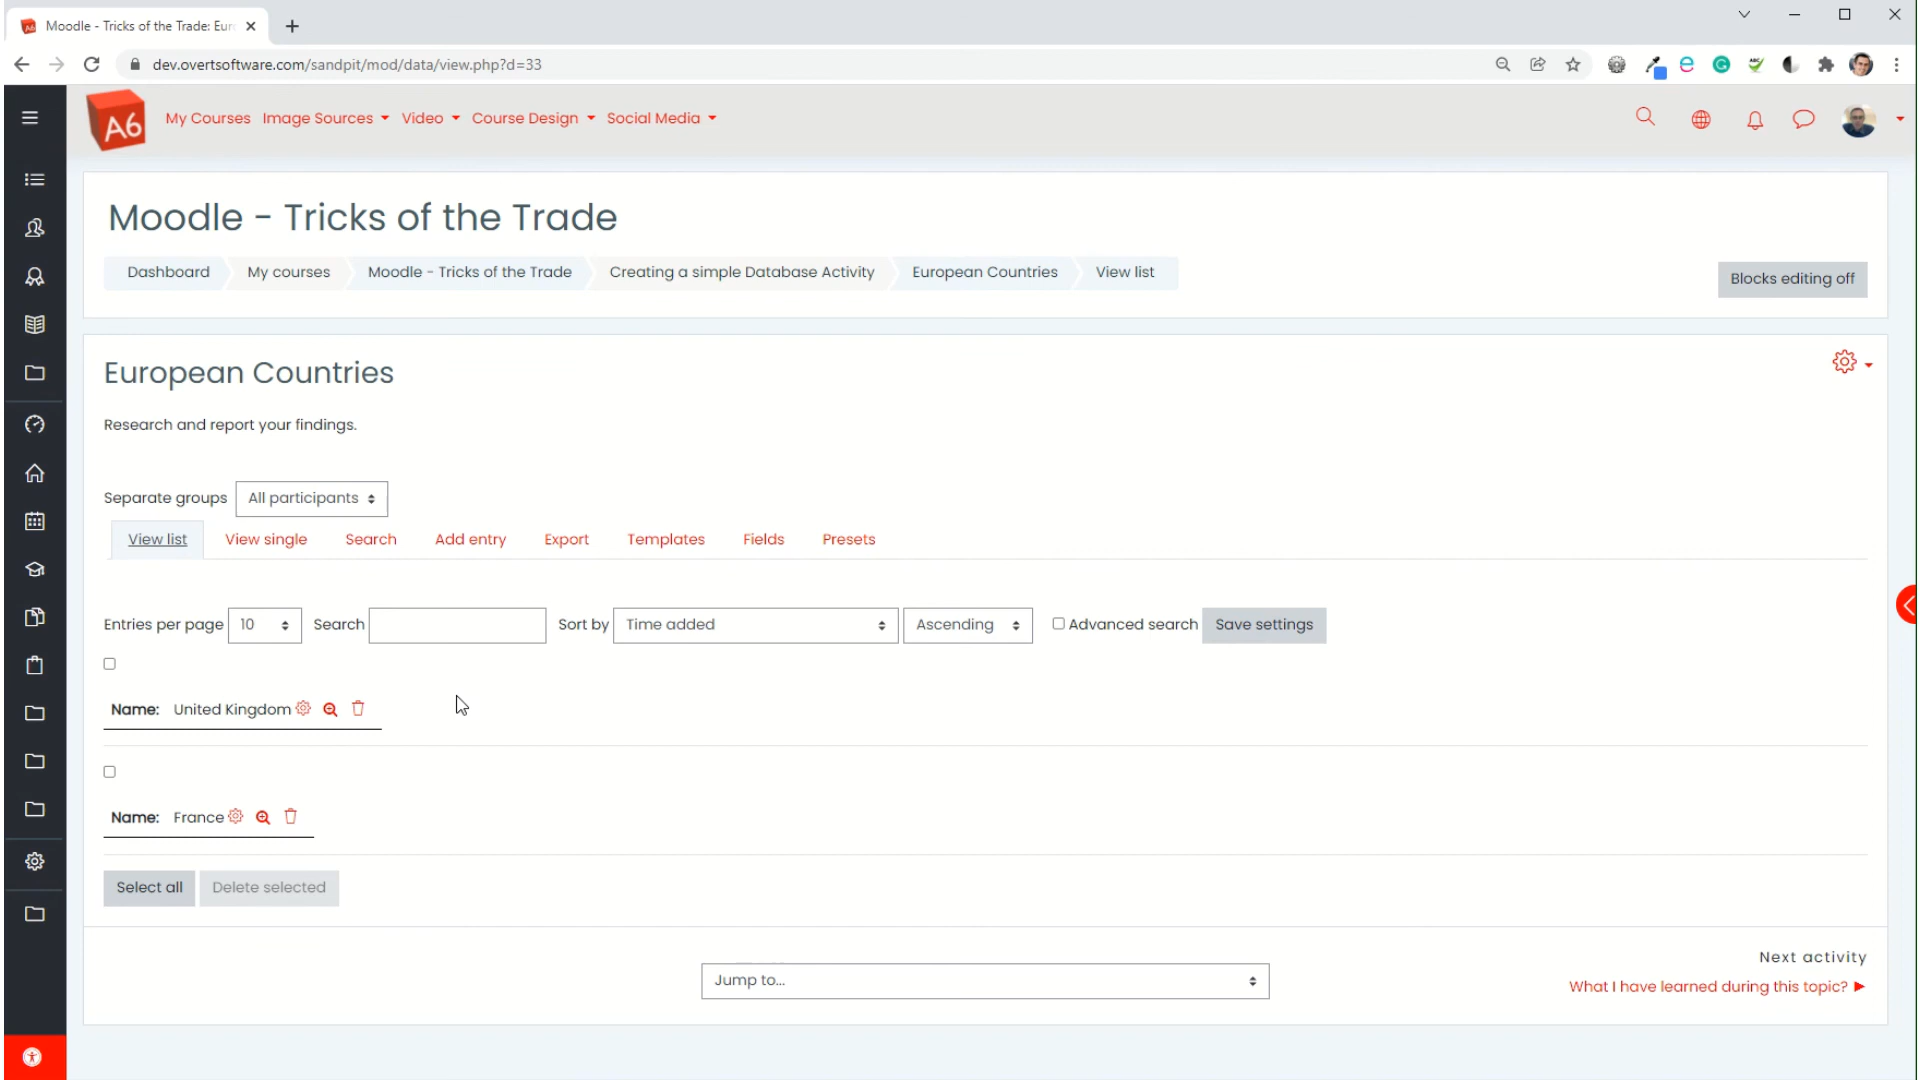 Moodle - Tricks of the Trade: Eur
dev.overtsoftware.com/sandpit/mod/data/view.php?d=33
A6 My Courses Image Sources Video Course Design Social Media
Moodle - Tricks of the Trade
Dashboard My courses Moodle - Tricks of the Trade Creating a simple Database Activity European Countries View list
Blocks editing off
European Countries
Research and report your findings.
Separate groups All participants
View list View single Search Add entry Export Templates Fields Presets
Entries per page 10 Search Sort by Time added Ascending Advanced search Save settings
Name: United Kingdom
Name: France
Select all Delete selected
Next activity
Jump to...
What I have learned during this topic? ►